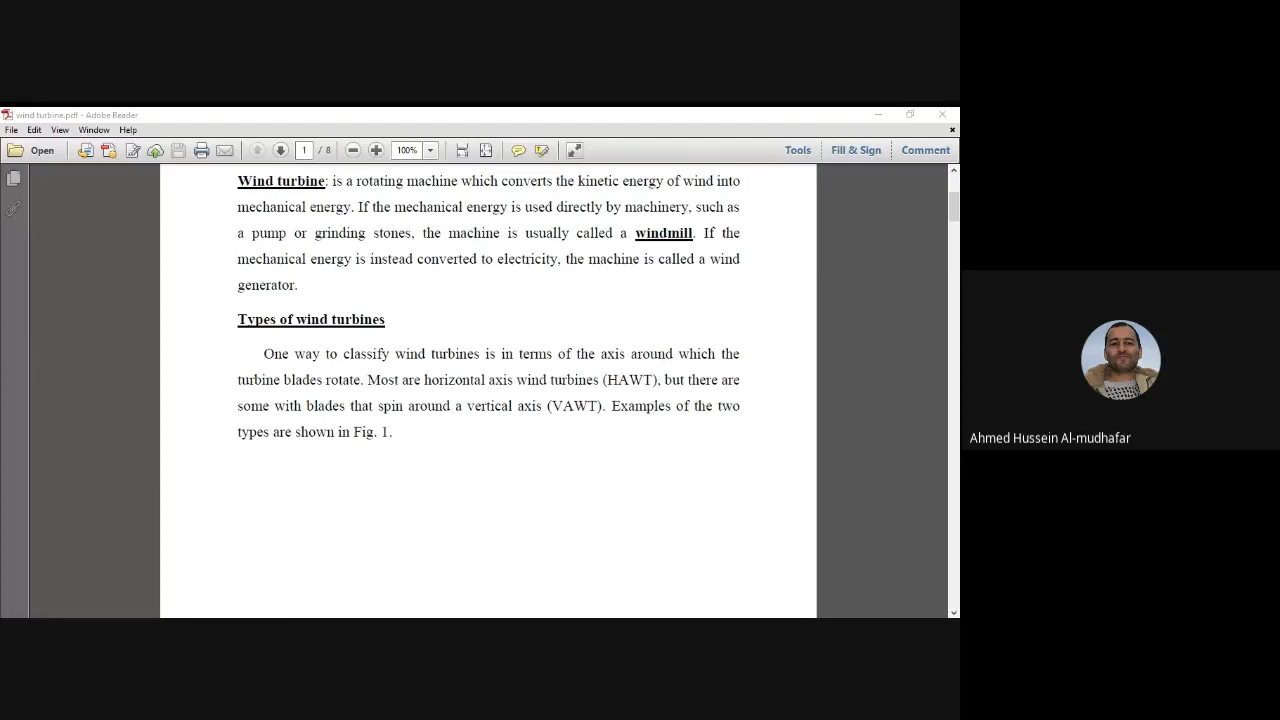 wind turbine.pdf - Adobe Reader
File Edit View Window Help
Open 1 / 8 100% Tools Fill & Sign Comment
Wind turbine: is a rotating machine which converts the kinetic energy of wind into
mechanical energy. If the mechanical energy is used directly by machinery, such as
a pump or grinding stones, the machine is usually called a windmill. If the
mechanical energy is instead converted to electricity, the machine is called a wind
generator.
Types of wind turbines
One way to classify wind turbines is in terms of the axis around which the
turbine blades rotate. Most are horizontal axis wind turbines (HAWT), but there are
some with blades that spin around a vertical axis (VAWT). Examples of the two
types are shown in Fig. 1.
Ahmed Hussein Al-mudhafar